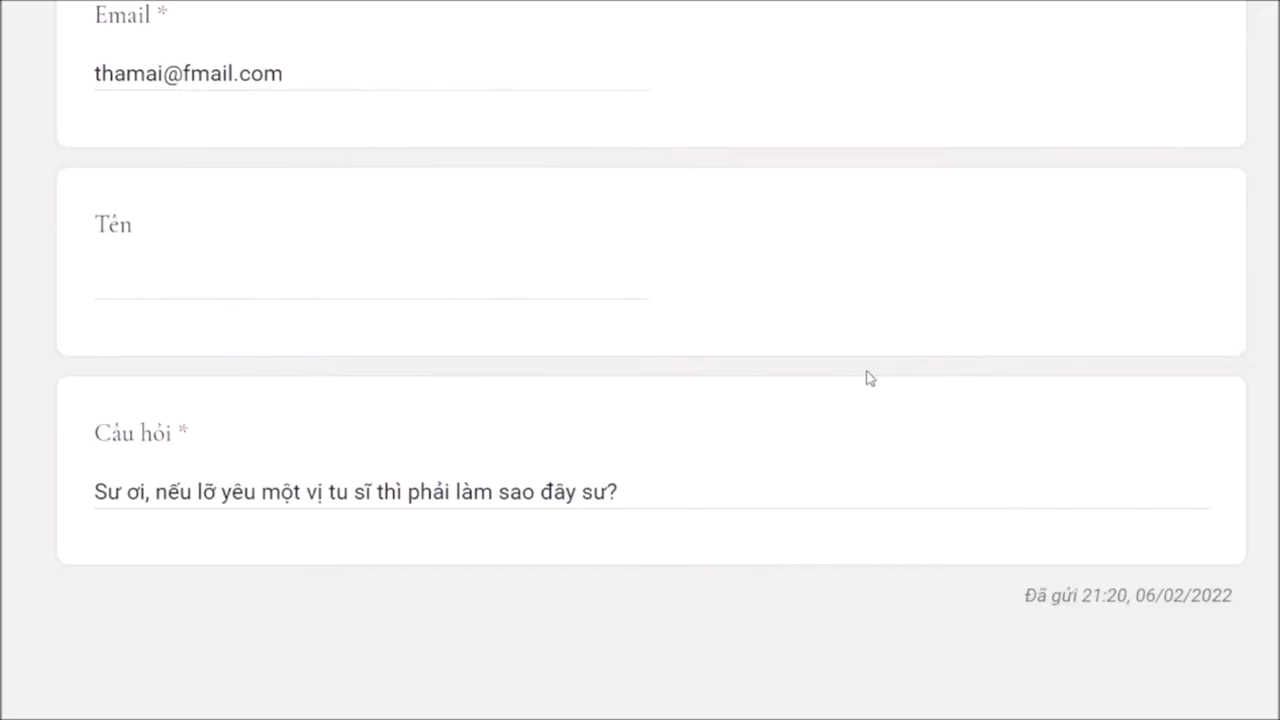 Email *
thamai@fmail.com
Tên
Câu hỏi *
Sư ơi, nếu lỡ yêu một vị tu sĩ thì phải làm sao đây sư?
Đã gửi 21:20, 06/02/2022